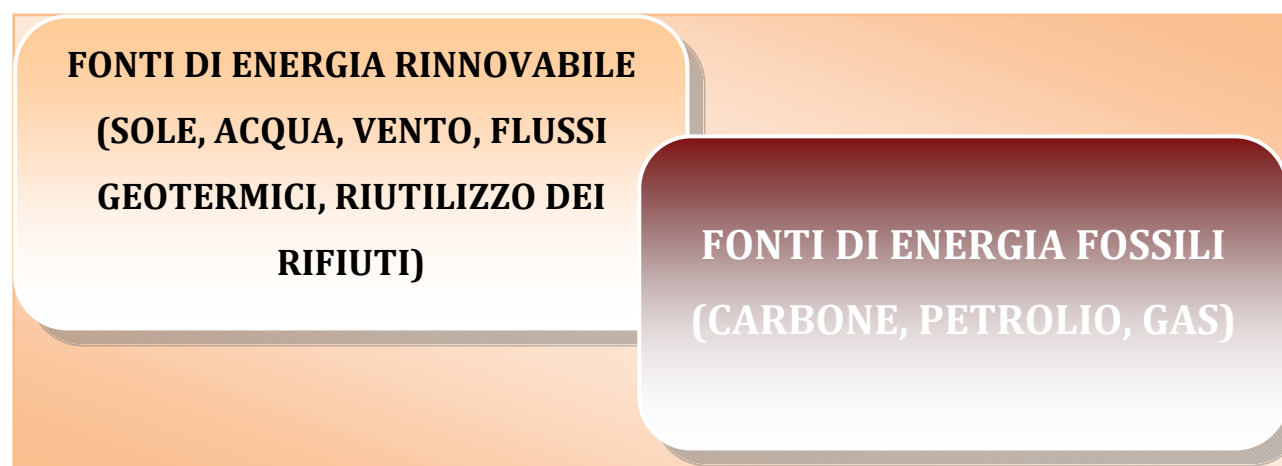 FONTI DI ENERGIA RINNOVABILE
(SOLE, ACQUA, VENTO, FLUSSI
GEOTERMICI, RIUTILIZZO DEI
RIFIUTI)
FONTI DI ENERGIA FOSSILI
(CARBONE, PETROLIO, GAS)